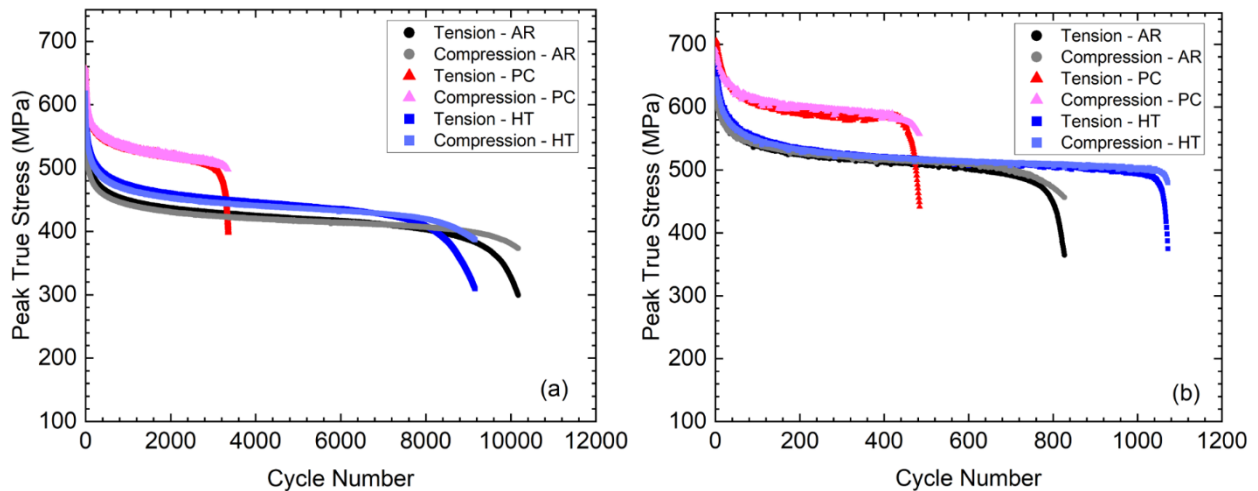 700
600
500
400
300
200
100
Peak True Stress (MPa)
Tension - AR
Compression - AR
Tension - PC
Compression - PC
Tension - HT
Compression - HT
(a)
0 2000 4000 6000 8000 10000 12000
Cycle Number
700
600
500
400
300
200
100
Peak True Stress (MPa)
Tension - AR
Compression - AR
Tension - PC
Compression - PC
Tension - HT
Compression - HT
(b)
0 200 400 600 800 1000 1200
Cycle Number